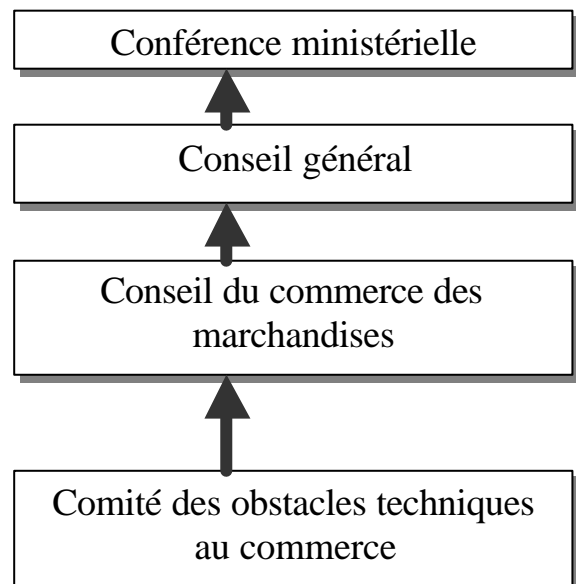 Conférence ministérielle
Conseil général
Conseil du commerce des
marchandises
Comité des obstacles techniques
au commerce